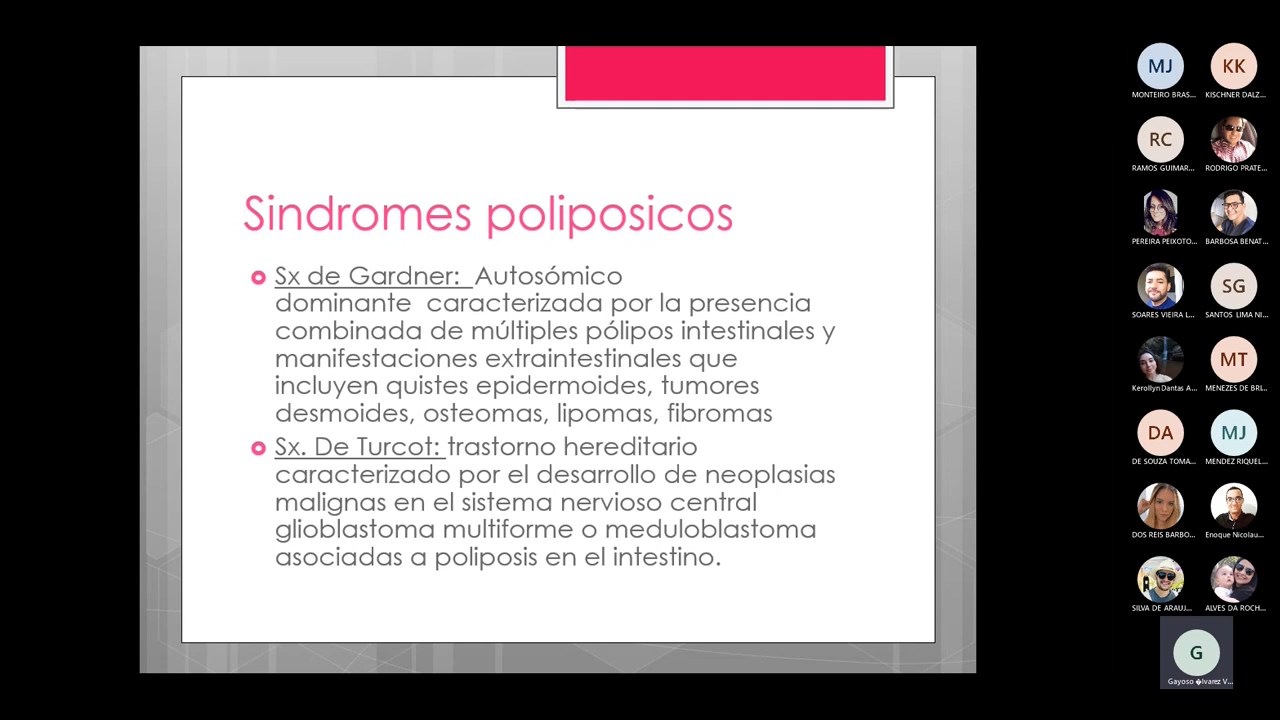 Sindromes poliposicos
Sx de Gardner: Autosómico
dominante caracterizada por la presencia
combinada de múltiples pólipos intestinales y
manifestaciones extraintestinales que
incluyen quistes epidermoides, tumores
desmoides, osteomas, lipomas, fibromas
Sx. De Turcot: trastorno hereditario
caracterizado por el desarrollo de neoplasias
malignas en el sistema nervioso central
glioblastoma multiforme o meduloblastoma
asociadas a poliposis en el intestino.
MJ
KK
MONTEIRO BRAS...
KISCHNER DALZ...
RC
RAMOS GUIMAR...
RODRIGO PRATE...
PEREIRA PEIXOTO...
BARBOSA BENAT...
SG
SOARES VIEIRA L...
SANTOS LIMA NI...
MT
Kerollyn Dantas A...
MENEZES DE BRI...
DA
MJ
DE SOUZA TOMA...
MENDEZ RIQUEL...
DOS REIS BARBO...
Enoque Nicolau...
SILVA DE ARAUJ...
ALVES DA ROCH...
G
Gayoso �lvarez V...